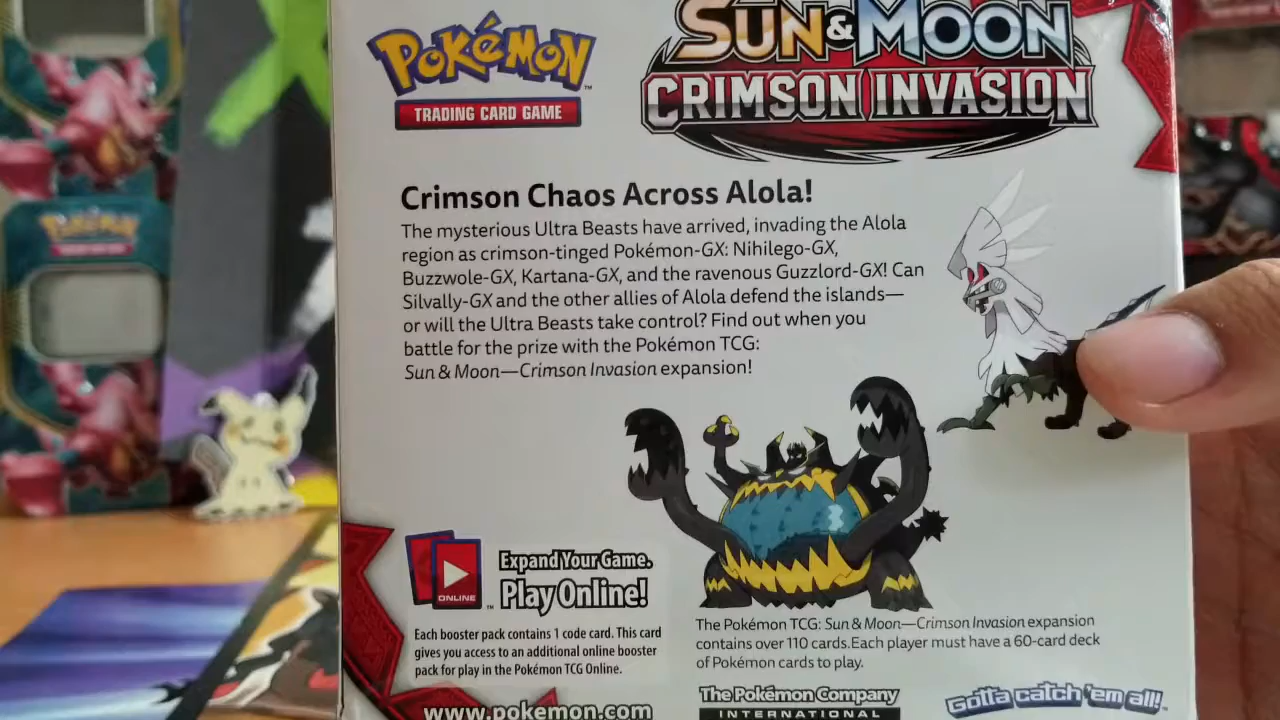 POKéMON
TRADING CARD GAME
SUN & MOON
CRIMSON INVASION
Crimson Chaos Across Alola!
The mysterious Ultra Beasts have arrived, invading the Alola
region as crimson-tinged Pokémon-GX: Nihilego-GX,
Buzzwole-GX, Kartana-GX, and the ravenous Guzzlord-GX! Can
Silvally-GX and the other allies of Alola defend the islands—
or will the Ultra Beasts take control? Find out when you
battle for the prize with the Pokémon TCG:
Sun & Moon—Crimson Invasion expansion!
ONLINE
Expand Your Game.
Play Online!
Each booster pack contains 1 code card. This card
gives you access to an additional online booster
pack for play in the Pokémon TCG Online.
The Pokémon TCG: Sun & Moon—Crimson Invasion expansion
contains over 110 cards.Each player must have a 60-card deck
of Pokémon cards to play.
www.pokemon.com
The Pokémon Company
INTERNATIONAL
Gotta catch 'em all!
POKéMON